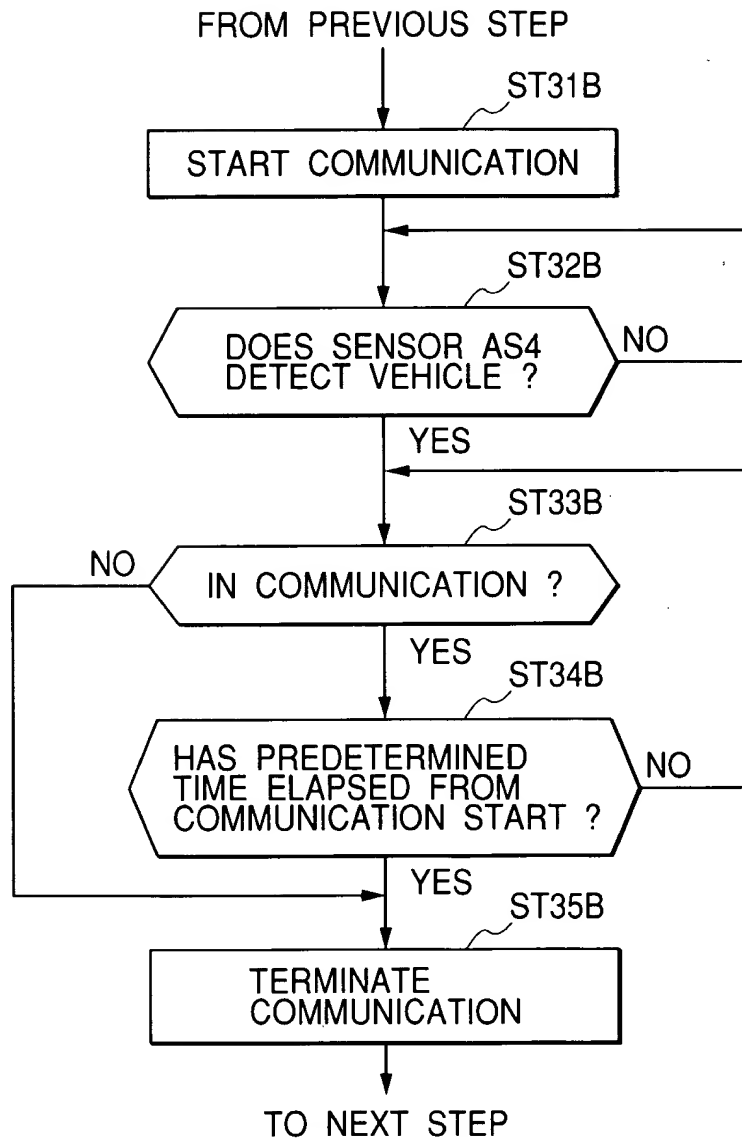 FROM PREVIOUS STEP
ST31B
START COMMUNICATION
ST32B
DOES SENSOR AS4
DETECT VEHICLE ?
NO
YES
ST33B
NO
IN COMMUNICATION ?
YES
ST34B
HAS PREDETERMINED
TIME ELAPSED FROM
COMMUNICATION START ?
NO
YES
ST35B
TERMINATE
COMMUNICATION
TO NEXT STEP